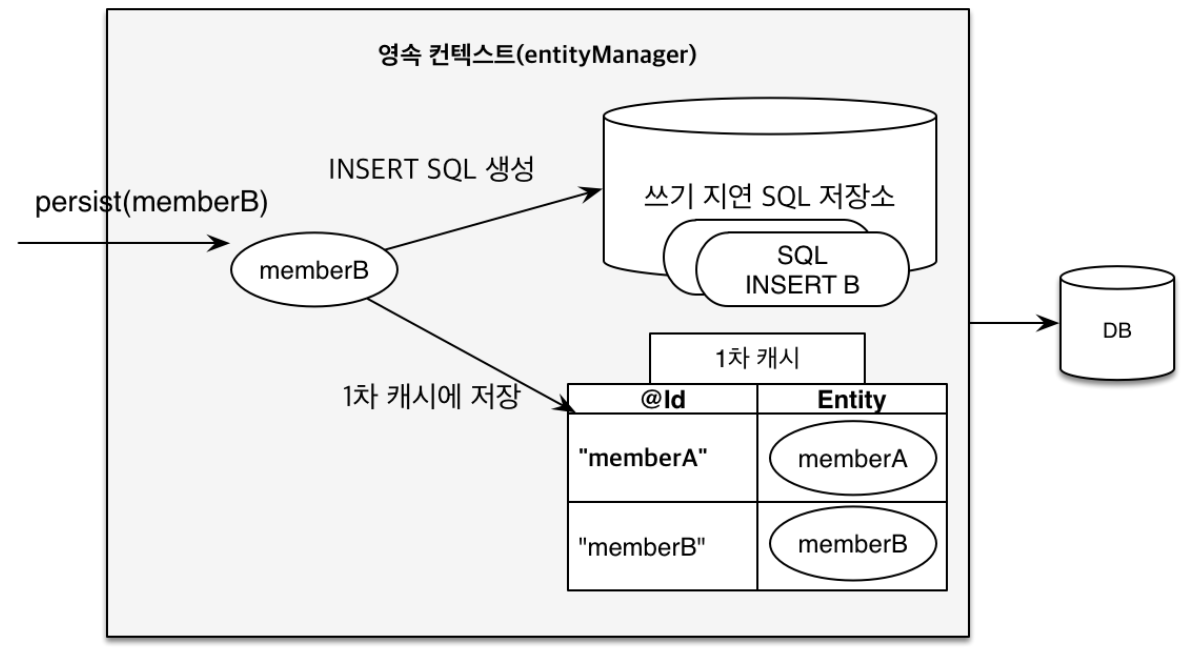 영속 컨텍스트(entityManager)
INSERT SQL 생성
persist(memberB)
쓰기 지연 SQL 저장소
memberB
SQL
INSERT B
DB
1차 캐시
1차 캐시에 저장
@Id Entity
"memberA" memberA
"memberB" memberB